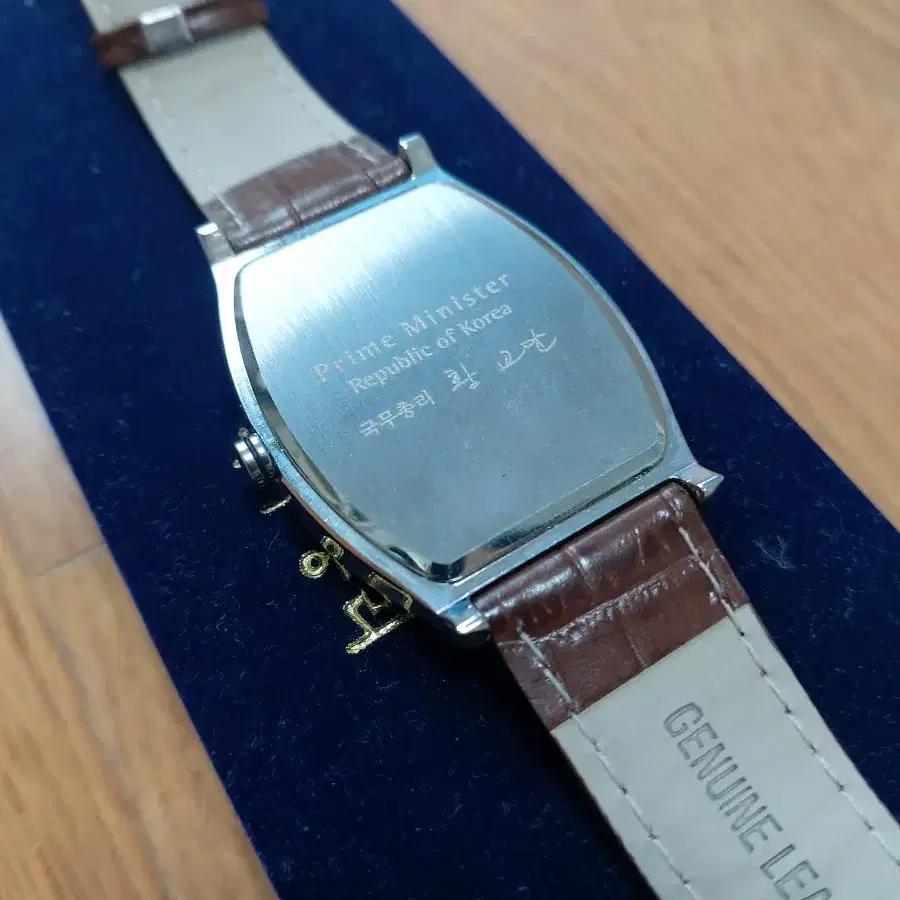 Prime Minister
Republic of Korea
국무총리 황교안
GENUINE LEA